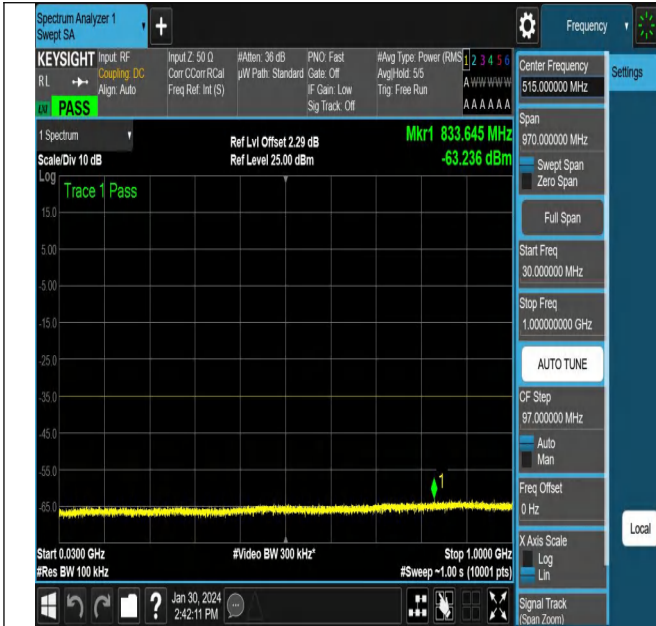 Spectrum Analyzer 1
Swept SA
Frequency
KEYSIGHT
RL
Input: RF
Coupling: DC
Align: Auto
Input Z: 50 Ω
Corr CCorr RCal
Freq Ref: Int (S)
#Atten: 36 dB
µW Path: Standard
PNO: Fast
Gate: Off
IF Gain: Low
Sig Track: Off
#Avg Type: Power (RMS
Avg|Hold: 5/5
Trig: Free Run
1 2 3 4 5 6
A W W W W W
A A A A A A
PASS
1 Spectrum
Scale/Div 10 dB
Ref Lvl Offset 2.29 dB
Ref Level 25.00 dBm
Mkr1 833.645 MHz
-63.236 dBm
Log
Trace 1 Pass
15.0
5.00
-5.00
-15.0
-25.0
-35.0
-45.0
-55.0
-65.0
1
Start 0.0300 GHz
#Res BW 100 kHz
#Video BW 300 kHz*
Stop 1.0000 GHz
#Sweep ~1.00 s (10001 pts)
Jan 30, 2024
2:42:11 PM
Center Frequency
515.000000 MHz
Settings
Span
970.000000 MHz
Swept Span
Zero Span
Full Span
Start Freq
30.000000 MHz
Stop Freq
1.000000000 GHz
AUTO TUNE
CF Step
97.000000 MHz
Auto
Man
Freq Offset
0 Hz
X Axis Scale
Log
Lin
Local
Signal Track
(Span Zoom)